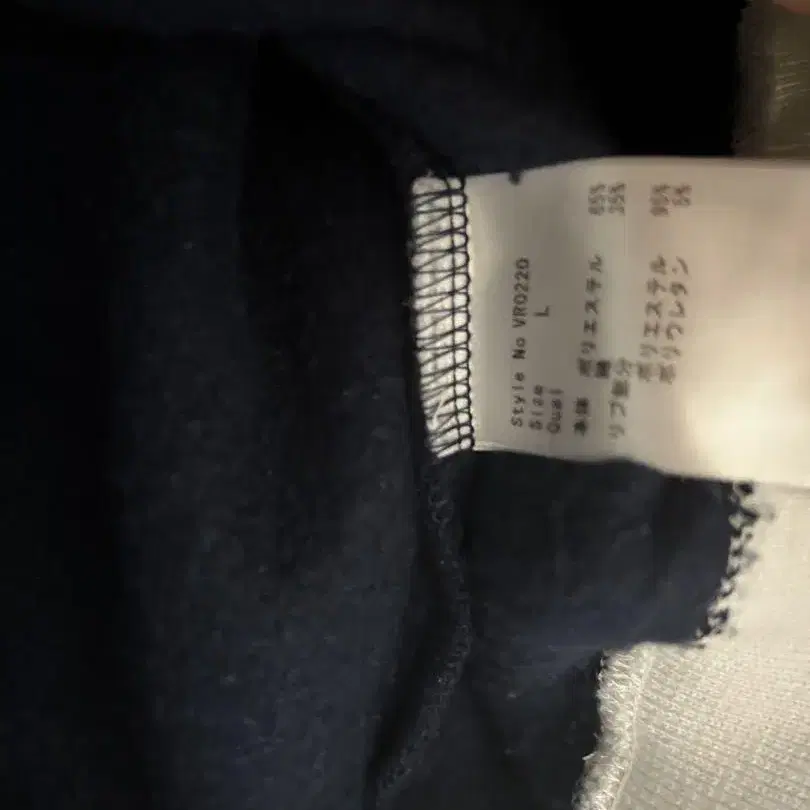 Style No VR0220
Size L
Qual
本体 ポリエステル 65%
綿 35%
リブ部分
ポリエステル 95%
ポリウレタン 5%